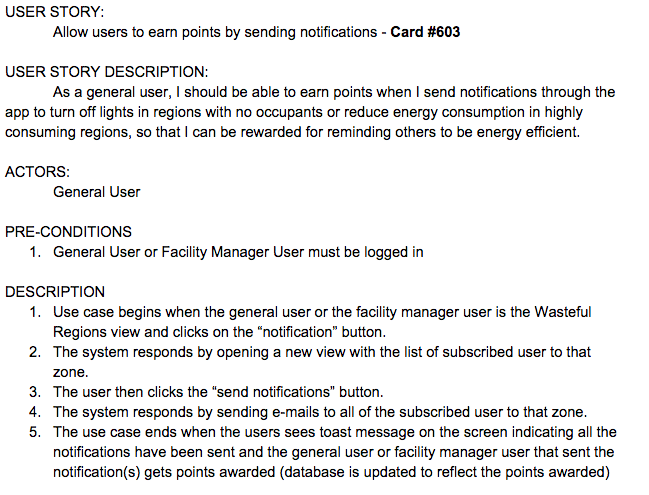 USER STORY:
Allow users to earn points by sending notifications - Card #603
USER STORY DESCRIPTION:
As a general user, I should be able to earn points when I send notifications through the
app to turn off lights in regions with no occupants or reduce energy consumption in highly
consuming regions, so that I can be rewarded for reminding others to be energy efficient.
ACTORS:
General User
PRE-CONDITIONS
1. General User or Facility Manager User must be logged in
DESCRIPTION
1. Use case begins when the general user or the facility manager user is the Wasteful
Regions view and clicks on the “notification” button.
2. The system responds by opening a new view with the list of subscribed user to that
zone.
3. The user then clicks the “send notifications” button.
4. The system responds by sending e-mails to all of the subscribed user to that zone.
5. The use case ends when the users sees toast message on the screen indicating all the
notifications have been sent and the general user or facility manager user that sent the
notification(s) gets points awarded (database is updated to reflect the points awarded)